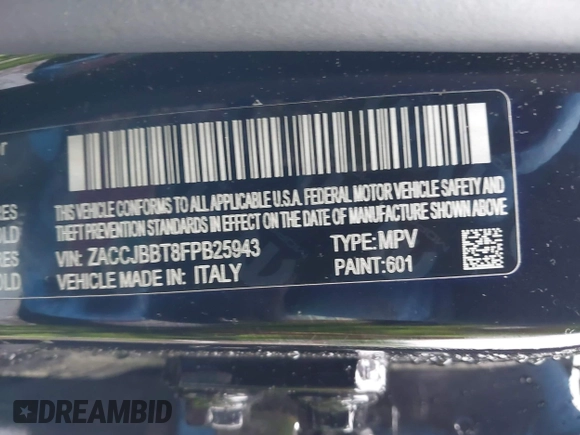 THIS VEHICLE CONFORMS TO ALL APPLICABLE U.S.A. FEDERAL MOTOR VEHICLE SAFETY AND
THEFT PREVENTION STANDARDS IN EFFECT ON THE DATE OF MANUFACTURE SHOWN ABOVE
VIN: ZACCJBBT8FPB25943 TYPE: MPV
VEHICLE MADE IN: ITALY PAINT: 601
DREAMBID